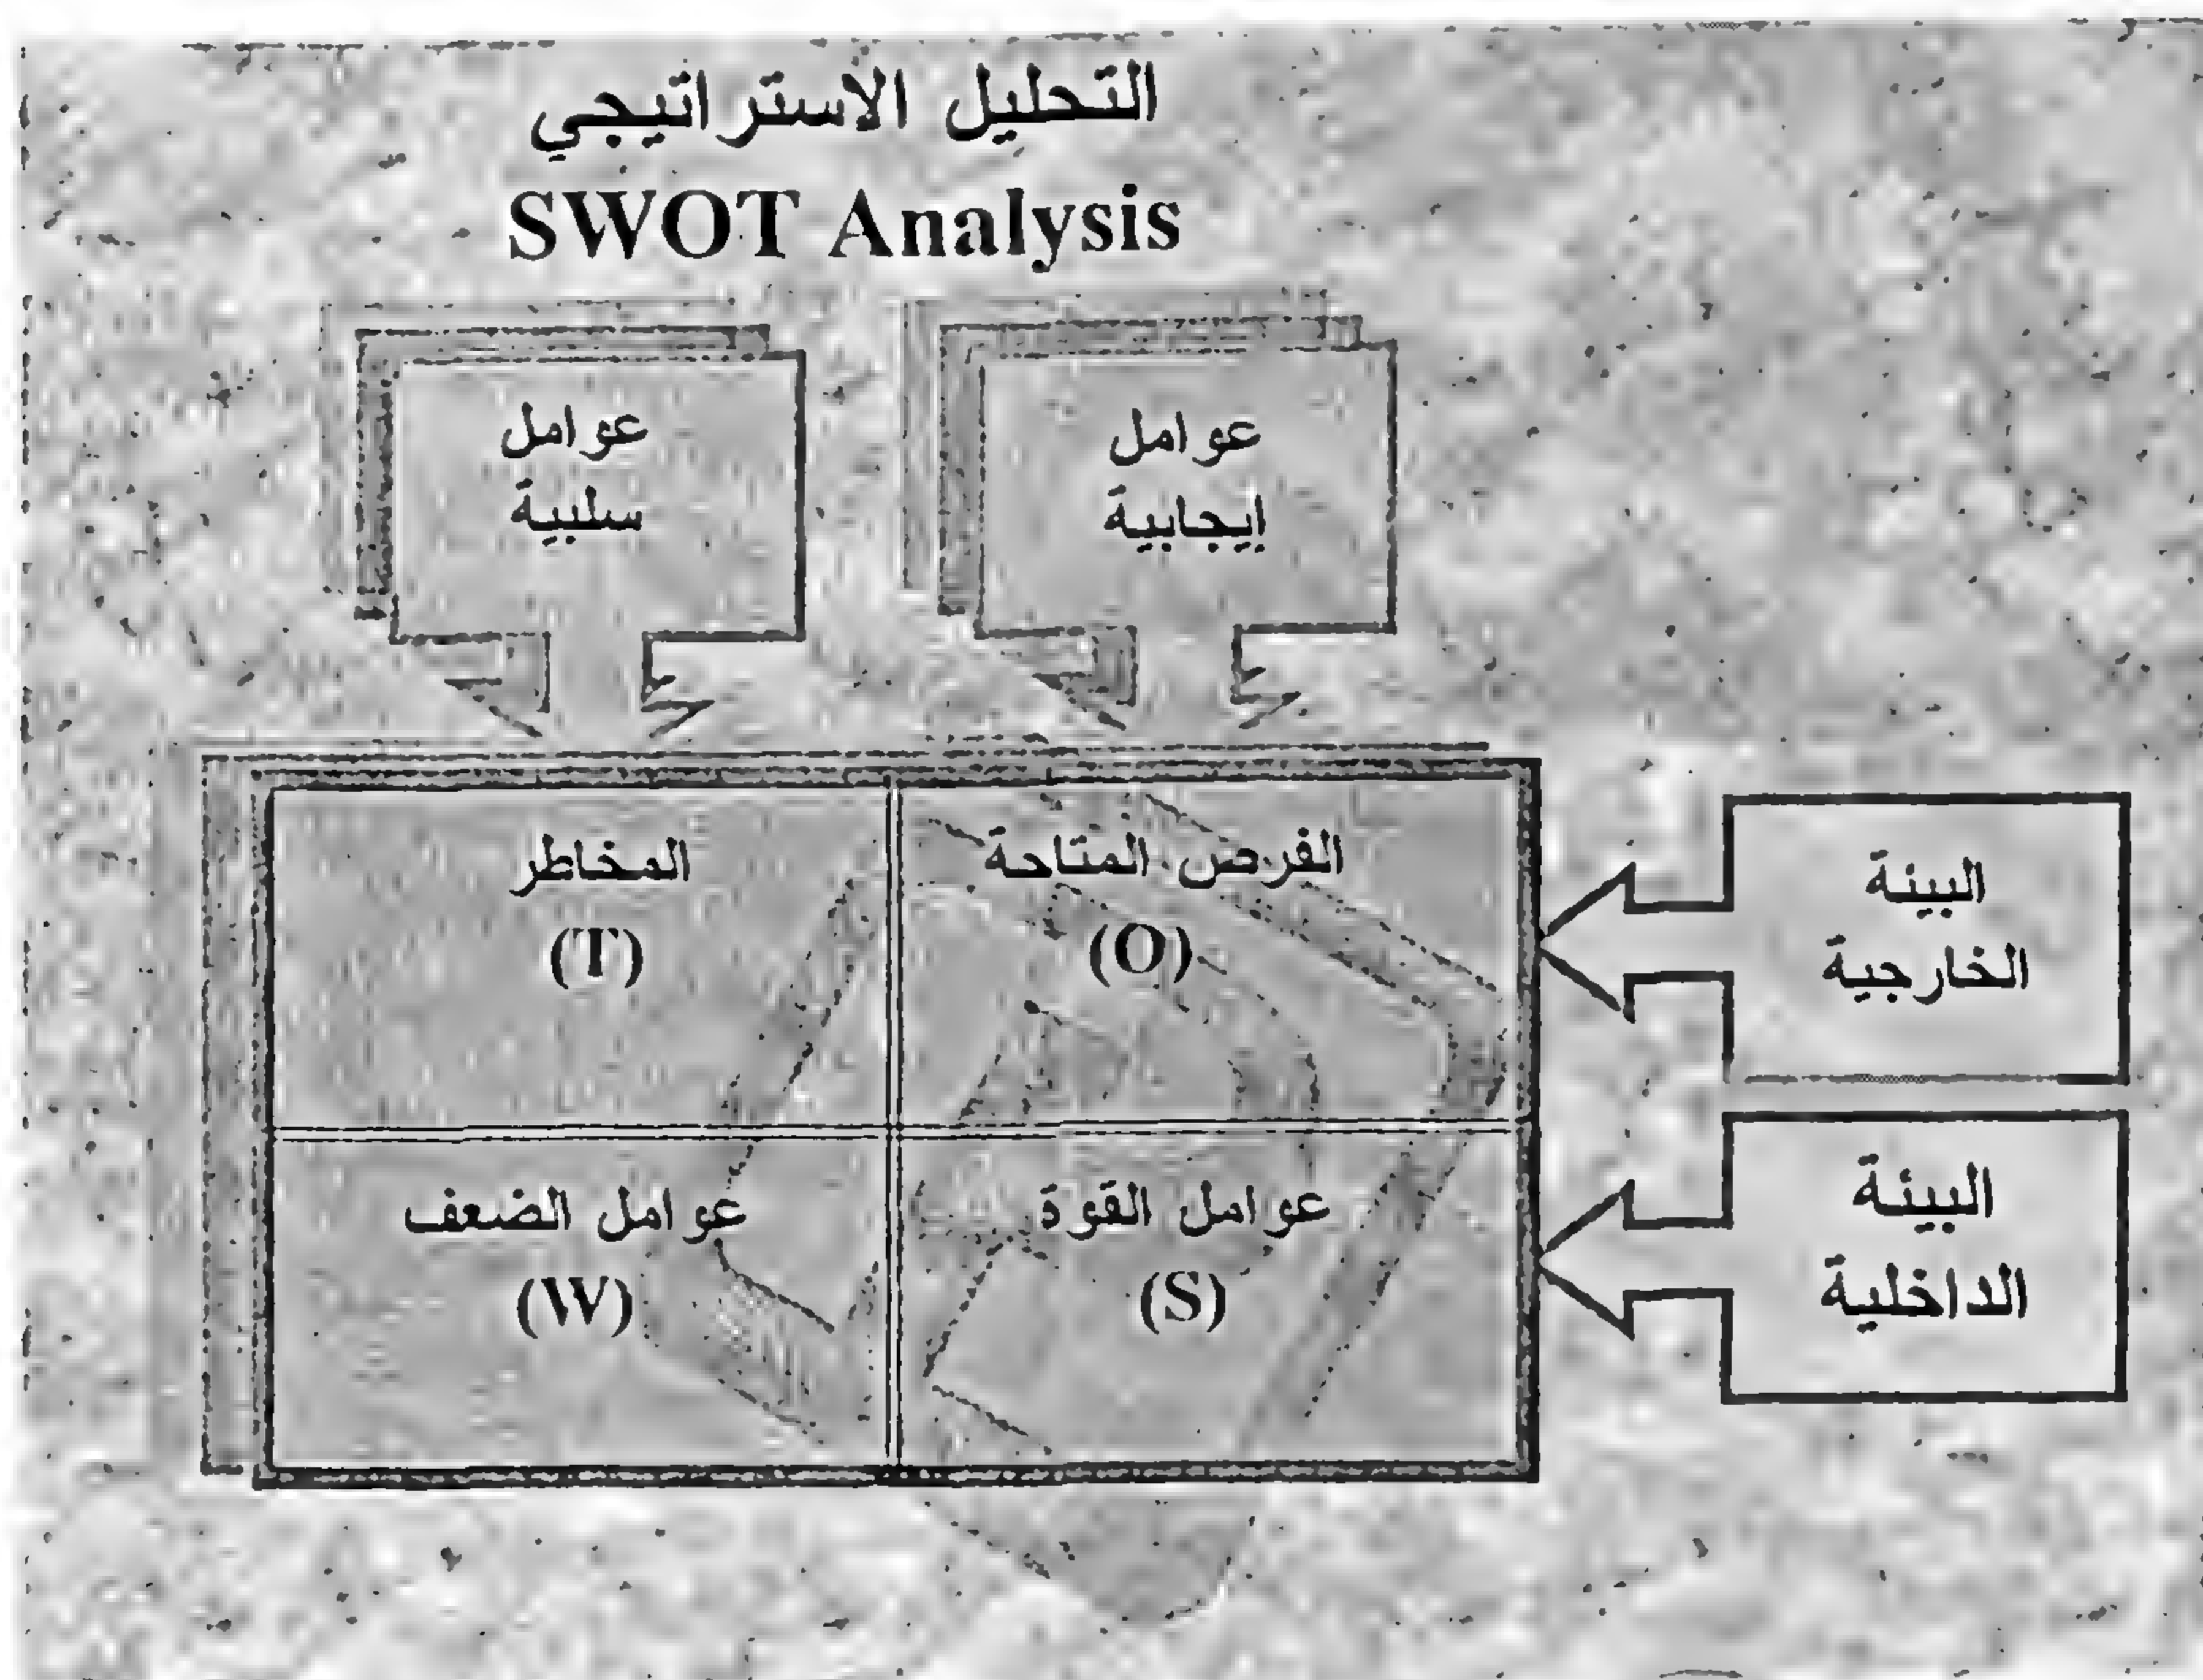 التحليل الاستراتيجي
SWOT Analysis
عوامل
إيجابية
عوامل
سلبية
الفرص المتاحة
(O)
المخاطر
(T)
البيئة
الخارجية
عوامل القوة
(S)
عوامل الضعف
(W)
البيئة
الداخلية